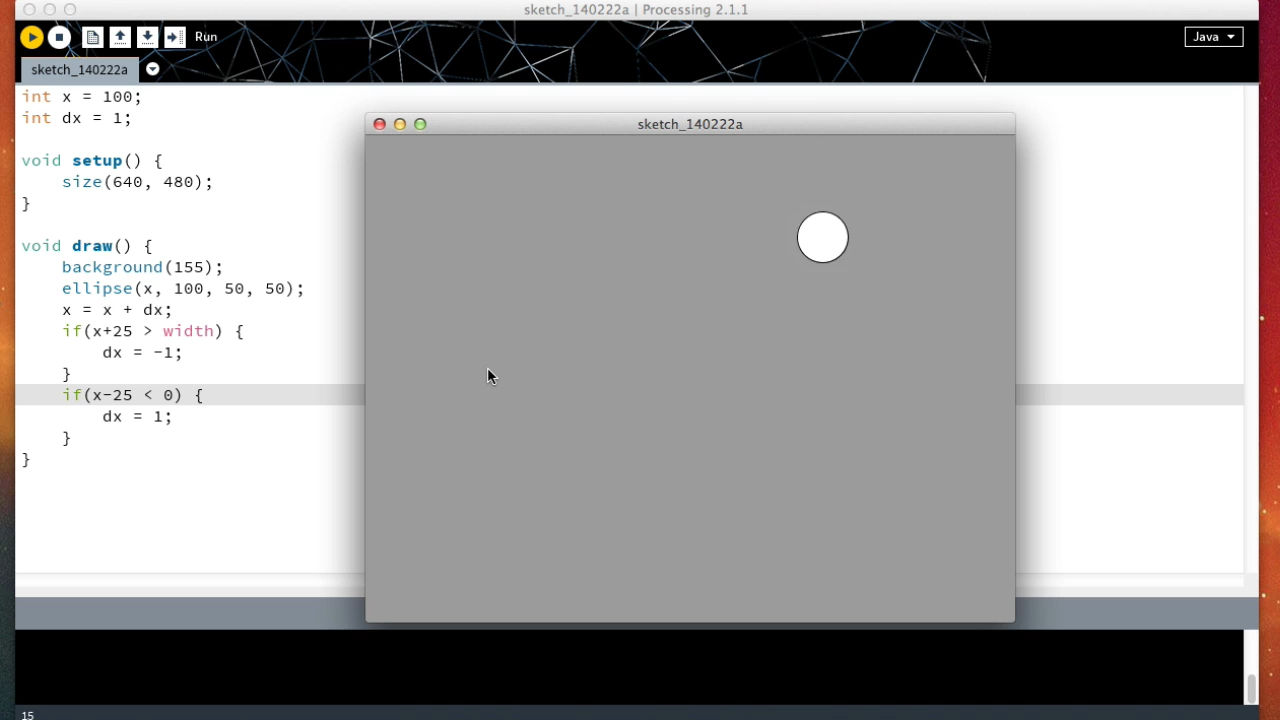 sketch_140222a | Processing 2.1.1
Run
Java
sketch_140222a
int x = 100;
int dx = 1;
void setup() {
    size(640, 480);
}
void draw() {
    background(155);
    ellipse(x, 100, 50, 50);
    x = x + dx;
    if(x+25 > width) {
        dx = -1;
    }
    if(x-25 < 0) {
        dx = 1;
    }
}
sketch_140222a
15